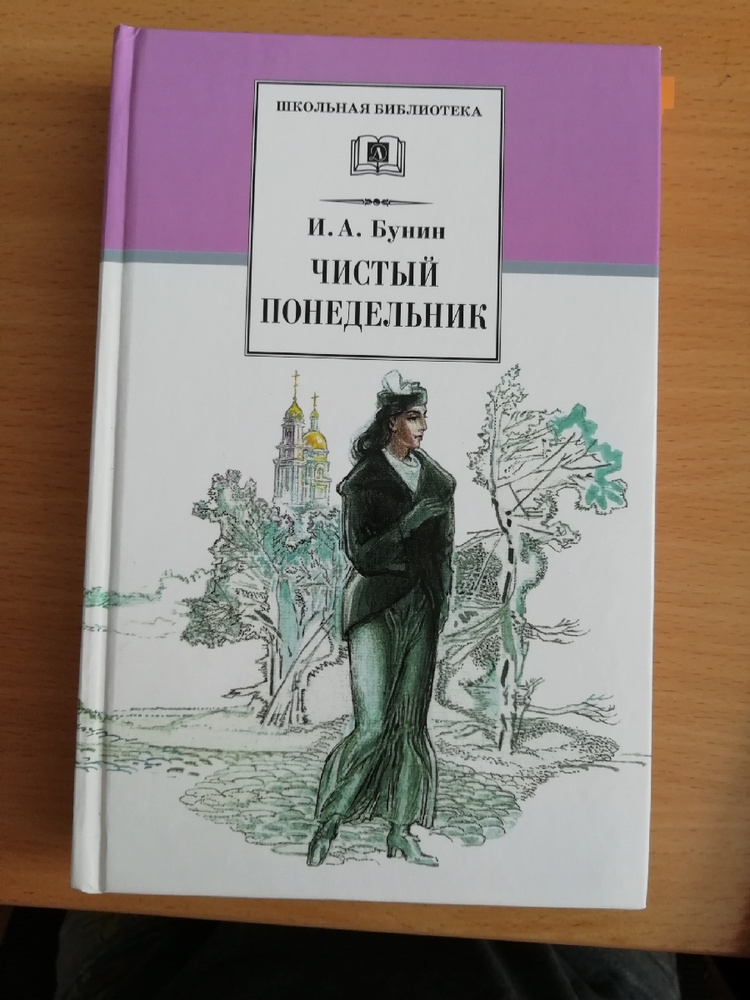 ШКОЛЬНАЯ БИБЛИОТЕКА
И. А. Бунин
ЧИСТЫЙ
ПОНЕДЕЛЬНИК